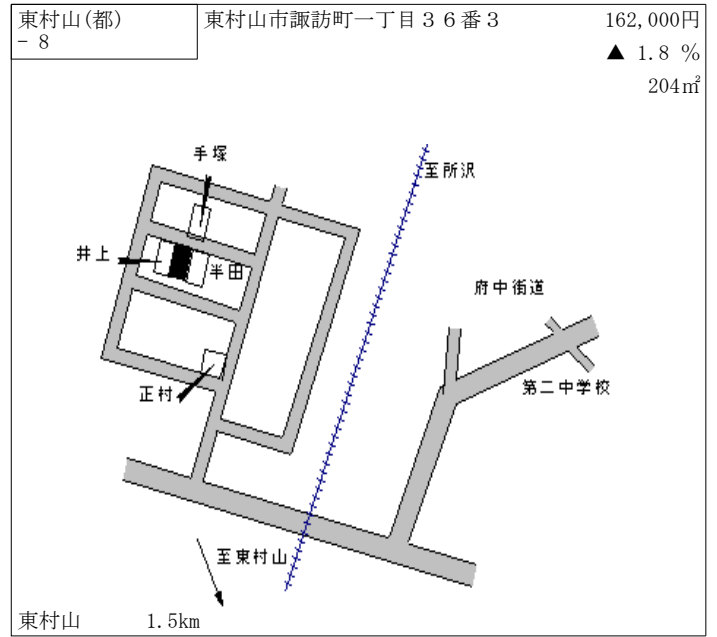 東村山(都)
- 8
東村山市諏訪町一丁目３６番３
162,000円
▲ 1.8 %
204㎡
手塚
至所沢
井上
半田
府中街道
正村
第二中学校
至東村山
東村山 1.5km